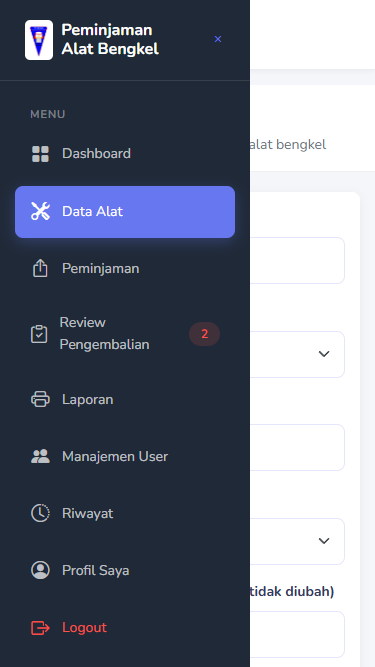 Peminjaman
Alat Bengkel
×
MENU
Dashboard
alat bengkel
Data Alat
Peminjaman
Review
Pengembalian
2
Laporan
Manajemen User
Riwayat
Profil Saya
tidak diubah)
Logout